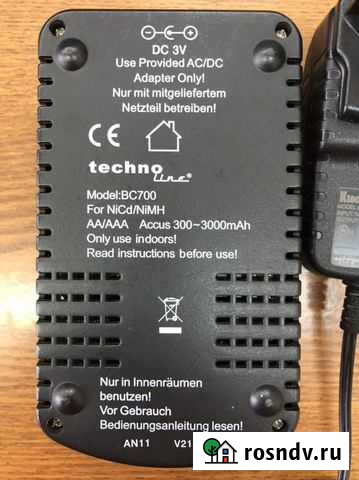 DC 3V
Use Provided AC/DC
Adapter Only!
Nur mit mitgeliefertem
Netzteil betreiben!
CE
techno
line®
Model:BC700
For NiCd/NiMH
AA/AAA Accus 300~3000mAh
Only use indoors!
Read instructions before use!
Nur in Innenräumen
benutzen!
Vor Gebrauch
Bedienungsanleitung lesen!
AN11 V21
rosndv.ru